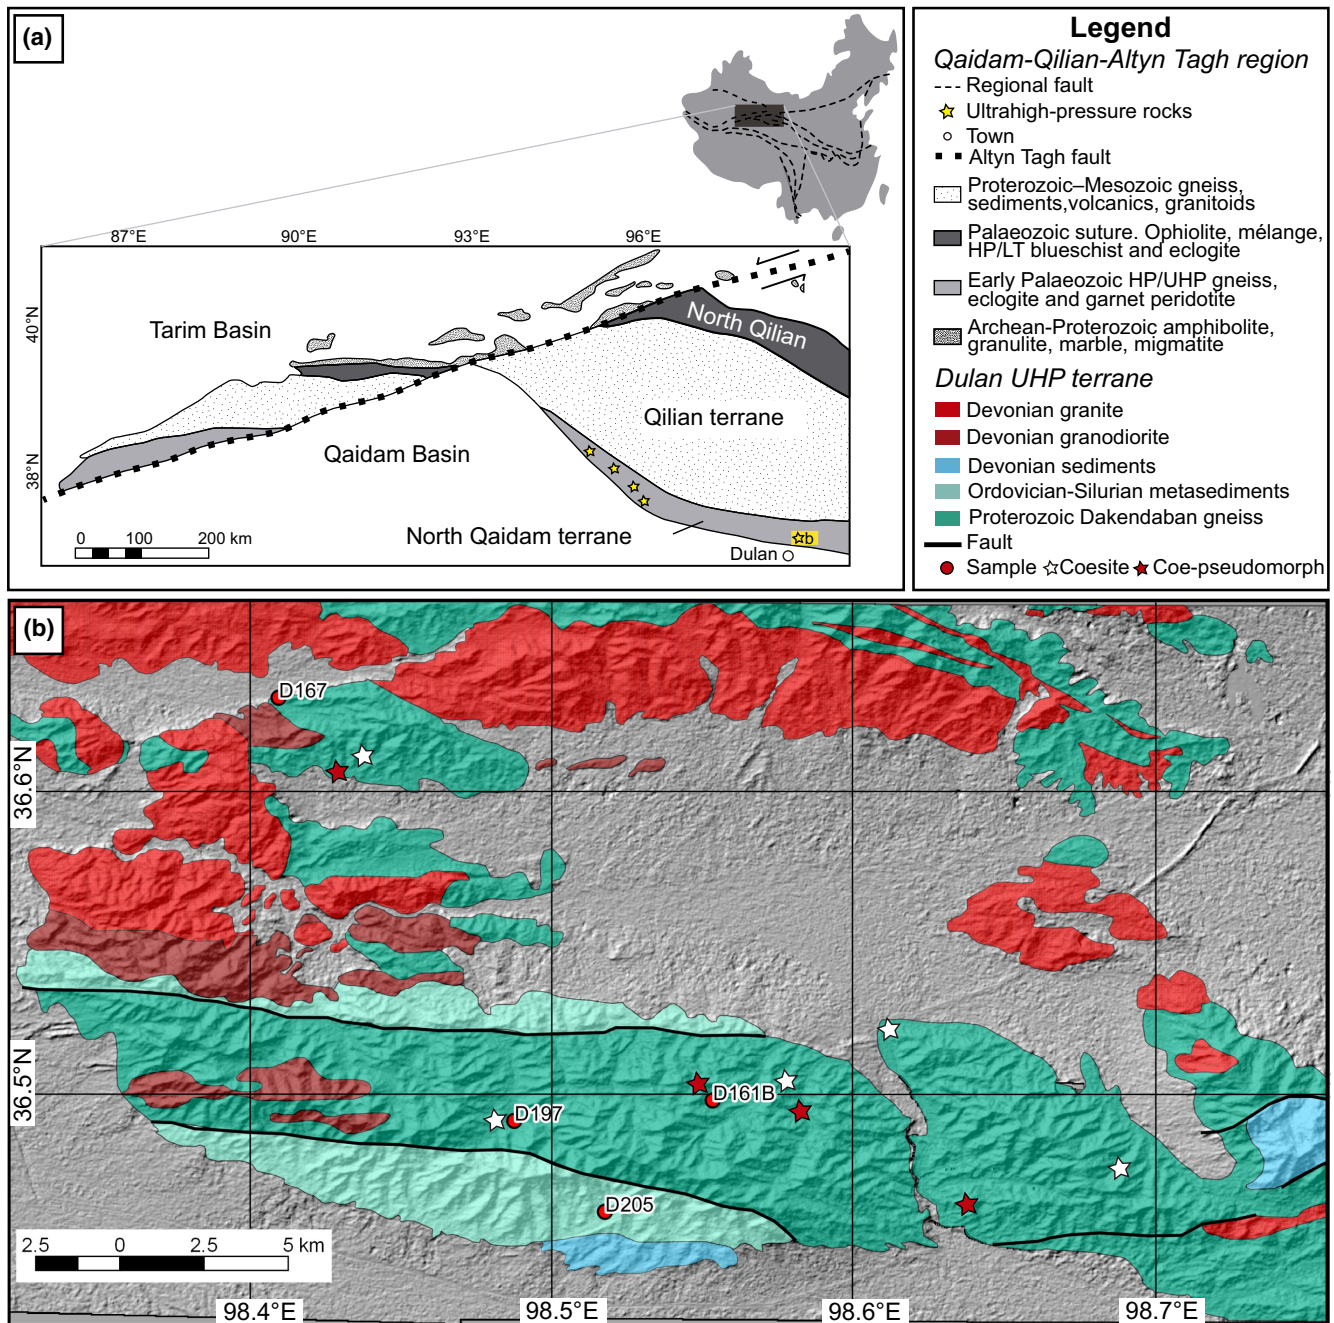 (a)
87°E 90°E 93°E 96°E
40°N
38°N
Tarim Basin
North Qilian
Qilian terrane
Qaidam Basin
North Qaidam terrane
b
Dulan
0 100 200 km
Legend
Qaidam-Qilian-Altyn Tagh region
Regional fault
Ultrahigh-pressure rocks
Town
Altyn Tagh fault
Proterozoic–Mesozoic gneiss,
sediments,volcanics, granitoids
Palaeozoic suture. Ophiolite, mélange,
HP/LT blueschist and eclogite
Early Palaeozoic HP/UHP gneiss,
eclogite and garnet peridotite
Archean-Proterozoic amphibolite,
granulite, marble, migmatite
Dulan UHP terrane
Devonian granite
Devonian granodiorite
Devonian sediments
Ordovician-Silurian metasediments
Proterozoic Dakendaban gneiss
Fault
Sample Coesite Coe-pseudomorph
(b)
D167
36.6°N
36.5°N
D161B
D197
D205
2.5 0 2.5 5 km
98.4°E 98.5°E 98.6°E 98.7°E